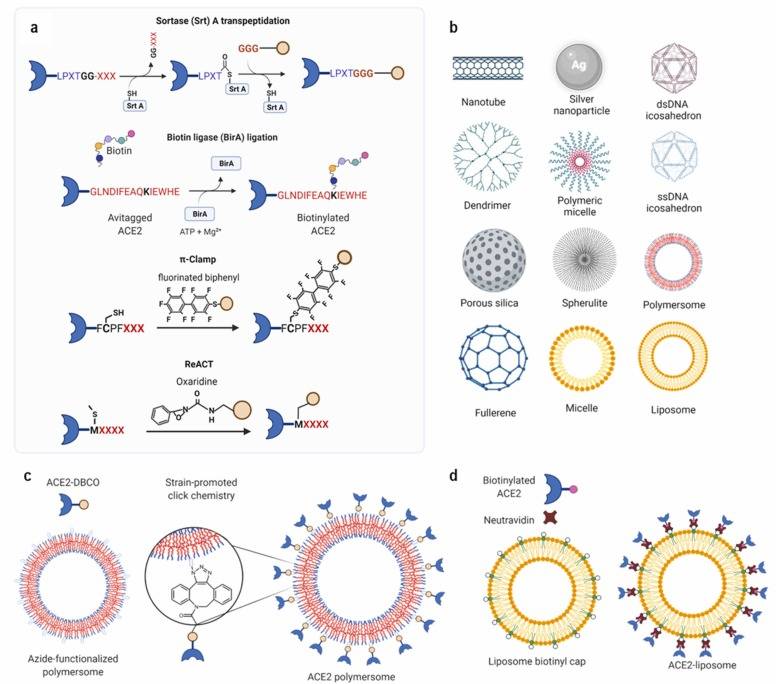 a
Sortase (Srt) A transpeptidation
GG-XXX
GGG
O
LPXTGG-XXX
LPXT
S
Srt A
LPXTGGG
SH
Srt A
SH
Srt A
Biotin ligase (BirA) ligation
Biotin
BirA
GLNDIFEAQKIEWHE
BirA
GLNDIFEAQKIEWHE
Avitagged
ACE2
ATP + Mg2+
Biotinylated
ACE2
π-Clamp
fluorinated biphenyl
F F F F
S
F F F F
SH
FCPFXXX
S
F F F F
F F F F
S
FCPFXXX
ReACT
Oxaridine
O
N
O
N
H
S
MXXXX
MXXXX
b
Ag
Nanotube
Silver
nanoparticle
dsDNA
icosahedron
Dendrimer
Polymeric
micelle
ssDNA
icosahedron
Porous silica
Spherulite
Polymersome
Fullerene
Micelle
Liposome
c
ACE2-DBCO
Strain-promoted
click chemistry
N N
N
N
O
Azide-functionalized
polymersome
ACE2 polymersome
d
Biotinylated
ACE2
Neutravidin
Liposome biotinyl cap
ACE2-liposome